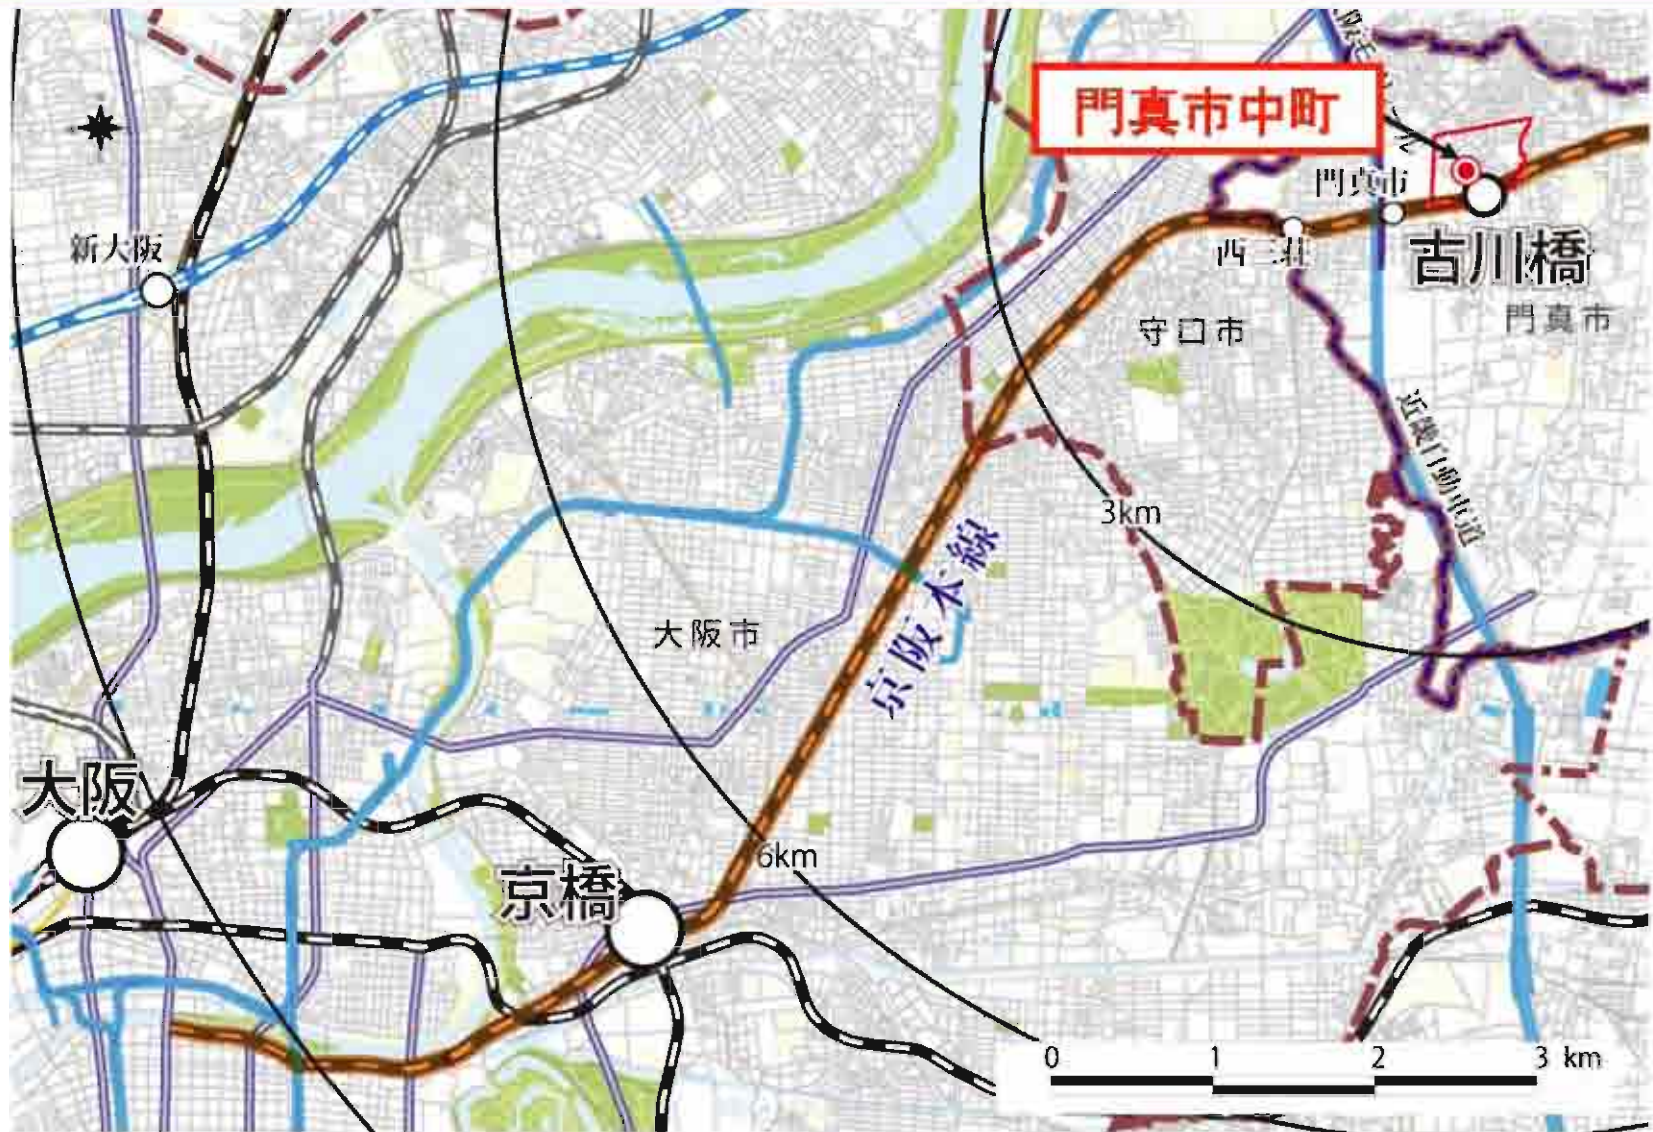 門真市中町
門真市
新大阪
西三荘
古川橋
門真市
守口市
近畿自動車道
3km
京阪本線
大阪市
大阪
6km
京橋
0 1 2 3 km